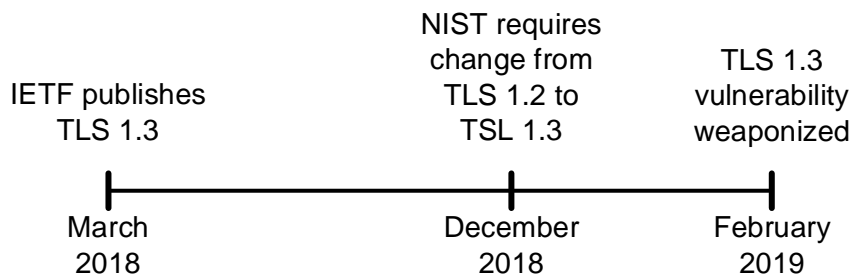 IETF publishes
TLS 1.3
NIST requires
change from
TLS 1.2 to
TSL 1.3
TLS 1.3
vulnerability
weaponized
March
2018
December
2018
February
2019